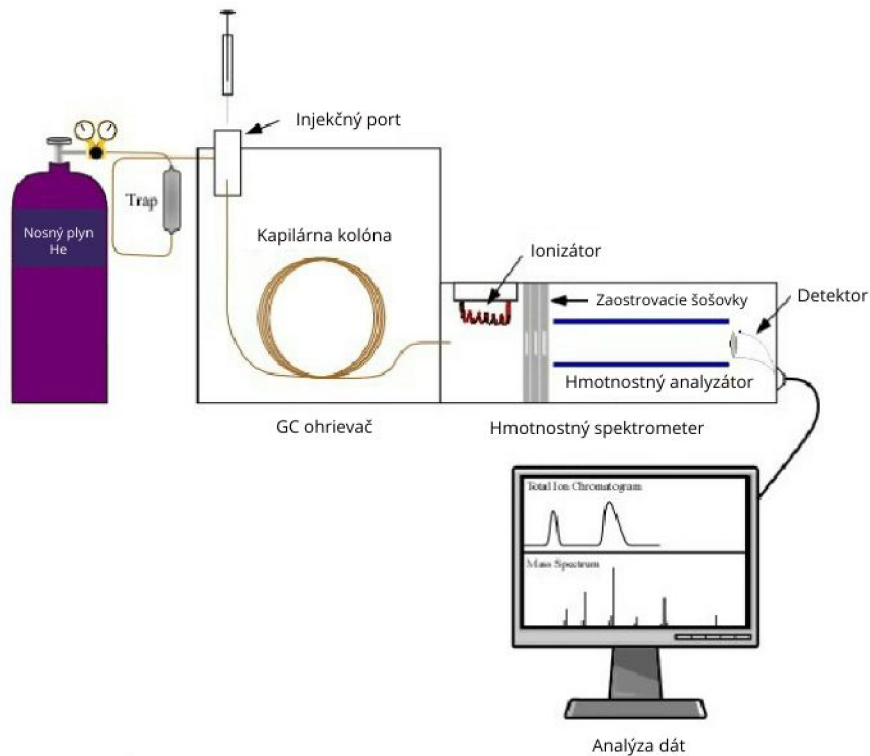 Injekčný port
Trap
Nosný plyn
He
Kapilárna kolóna
Ionizátor
Zaostrovacie šošovky
Detektor
Hmotnostný analyzátor
GC ohrievač
Hmotnostný spektrometer
Total Ion Chromatogram
Mass Spectrum
Analýza dát